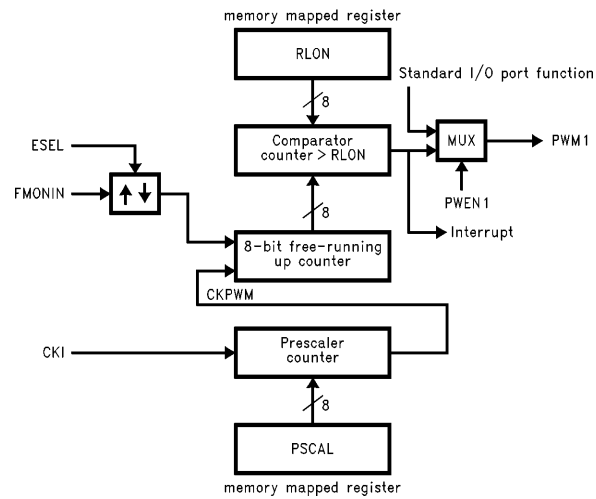 memory mapped register
RLON
8
Standard I/O port function
Comparator
counter > RLON
MUX
PWM1
ESEL
FMONIN
8
PWEN1
Interrupt
8-bit free-running
up counter
CKPWM
CKI
Prescaler
counter
8
PSCAL
memory mapped register